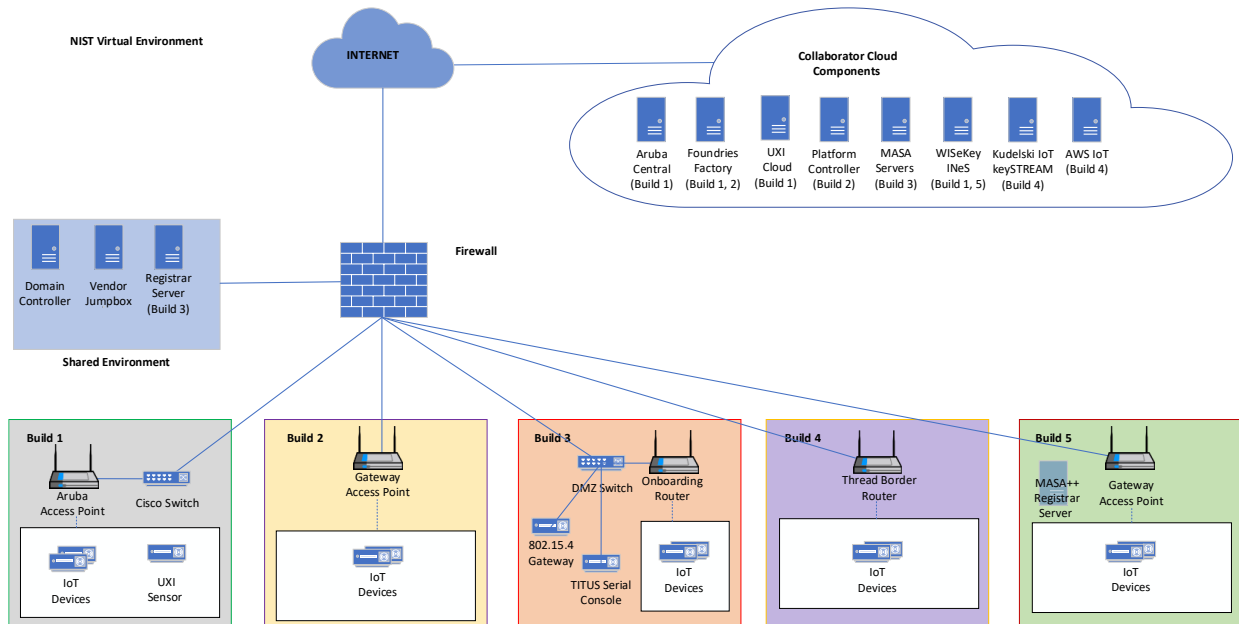 NIST Virtual Environment
INTERNET
Collaborator Cloud
Components
Aruba
Central
(Build 1)
Foundries
Factory
(Build 1, 2)
UXI
Cloud
(Build 1)
Platform
Controller
(Build 2)
MASA
Servers
(Build 3)
WISeKey
INeS
(Build 1, 5)
Kudelski IoT
keySTREAM
(Build 4)
AWS IoT
(Build 4)
Firewall
Domain
Controller
Vendor
Jumpbox
Registrar
Server
(Build 3)
Shared Environment
Build 1
Aruba
Access Point
Cisco Switch
IoT
Devices
UXI
Sensor
Build 2
Gateway
Access Point
IoT
Devices
Build 3
DMZ Switch
Onboarding
Router
802.15.4
Gateway
TITUS Serial
Console
IoT
Devices
Build 4
Thread Border
Router
IoT
Devices
Build 5
MASA++
Registrar
Server
Gateway
Access Point
IoT
Devices